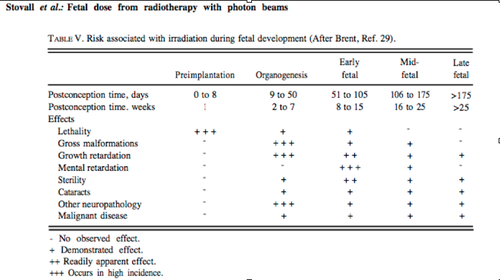 Stovall et al.: Fetal dose from radiotherapy with photon beams
TABLE V. Risk associated with irradiation during fetal development (After Brent, Ref. 29).
Early Mid- Late
Preimplantation Organogenesis fetal fetal fetal
Postconception time, days 0 to 8 9 to 50 51 to 105 106 to 175 >175
Postconception time. weeks 1 2 to 7 8 to 15 16 to 25 >25
Effects
Lethality +++ + + - -
Gross malformations - +++ + + -
Growth retardation - +++ ++ + +
Mental retardation - - +++ + +
Sterility - + ++ + +
Cataracts - + + + +
Other neuropathology - +++ + + +
Malignant disease - + + + +
- No observed effect.
+ Demonstrated effect.
++ Readily apparent effect.
+++ Occurs in high incidence.